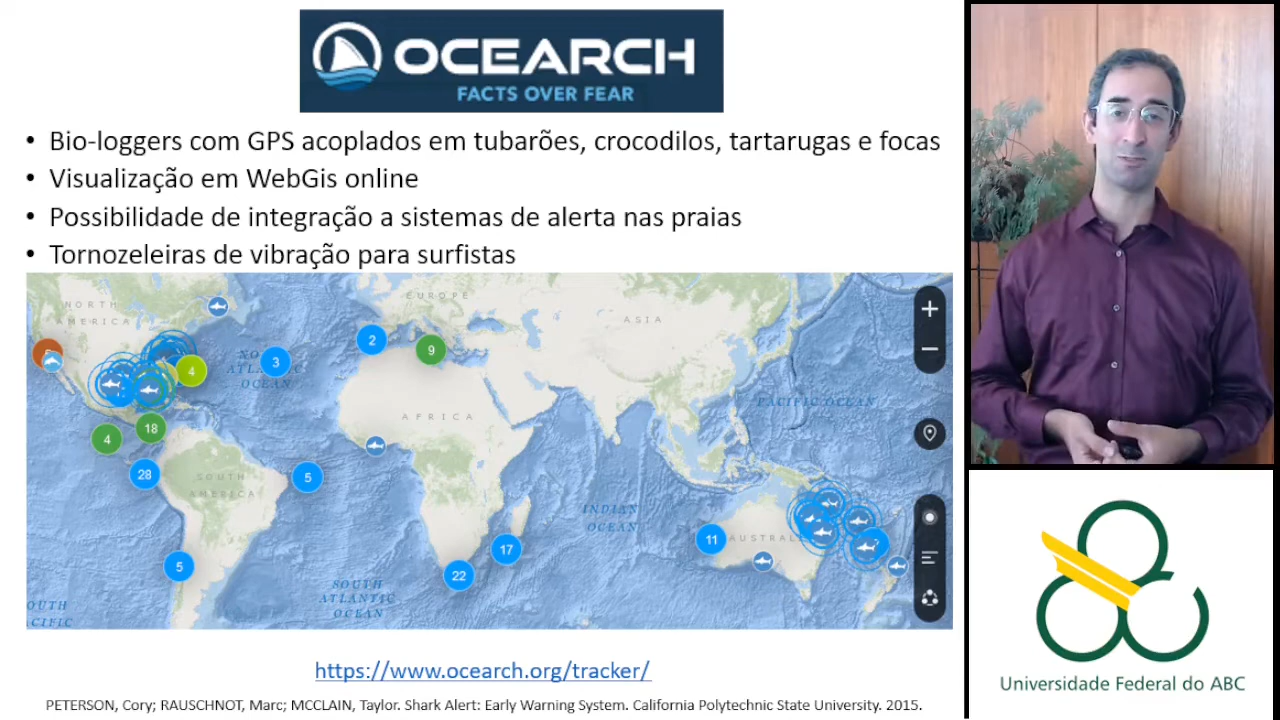 OCEARCH
FACTS OVER FEAR
• Bio-loggers com GPS acoplados em tubarões, crocodilos, tartarugas e focas
• Visualização em WebGis online
• Possibilidade de integração a sistemas de alerta nas praias
• Tornozeleiras de vibração para surfistas
NORTH
AMERICA
EUROPE
ASIA
2
9
3
4
ATLANTIC
OCEAN
PACIFIC OCEAN
AFRICA
18
4
28
SOUTH
AMERICA
5
INDIAN
OCEAN
11
AUSTRAL
17
22
5
SOUTH
ATLANTIC
OCEAN
OUTH
CIFIC
+
−
https://www.ocearch.org/tracker/
PETERSON, Cory; RAUSCHNOT, Marc; MCCLAIN, Taylor. Shark Alert: Early Warning System. California Polytechnic State University. 2015.
Universidade Federal do ABC